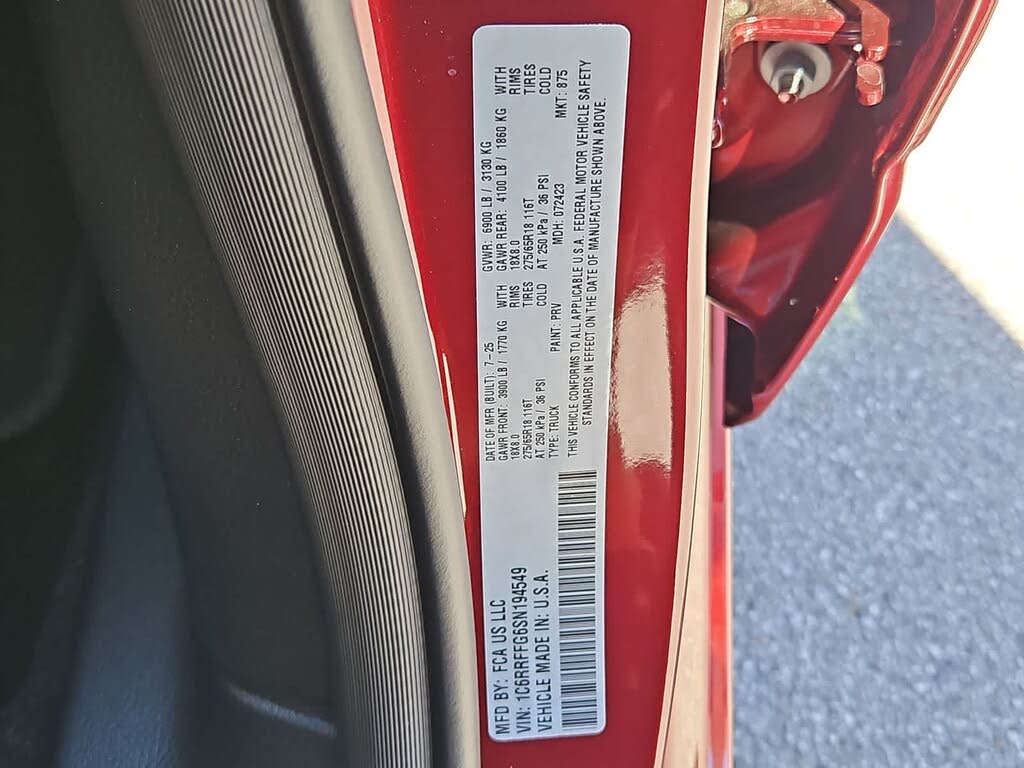 MFD BY: FCA US LLC
VIN: 1C6RRFFG6SN194549
VEHICLE MADE IN: U.S.A.
DATE OF MFR (BUILT): 7-25 GVWR: 6900 LB / 3130 KG
GAWR FRONT: 3900 LB / 1770 KG WITH GAWR REAR: 4100 LB / 1860 KG WITH
18X8.0 RIMS 18X8.0 RIMS
275/65R18 116T TIRES 275/65R18 116T TIRES
AT 250 kPa / 36 PSI COLD AT 250 kPa / 36 PSI COLD
TYPE: TRUCK PAINT: PRV MDH: 072423 MKT: 875
THIS VEHICLE CONFORMS TO ALL APPLICABLE U.S.A. FEDERAL MOTOR VEHICLE SAFETY
STANDARDS IN EFFECT ON THE DATE OF MANUFACTURE SHOWN ABOVE.